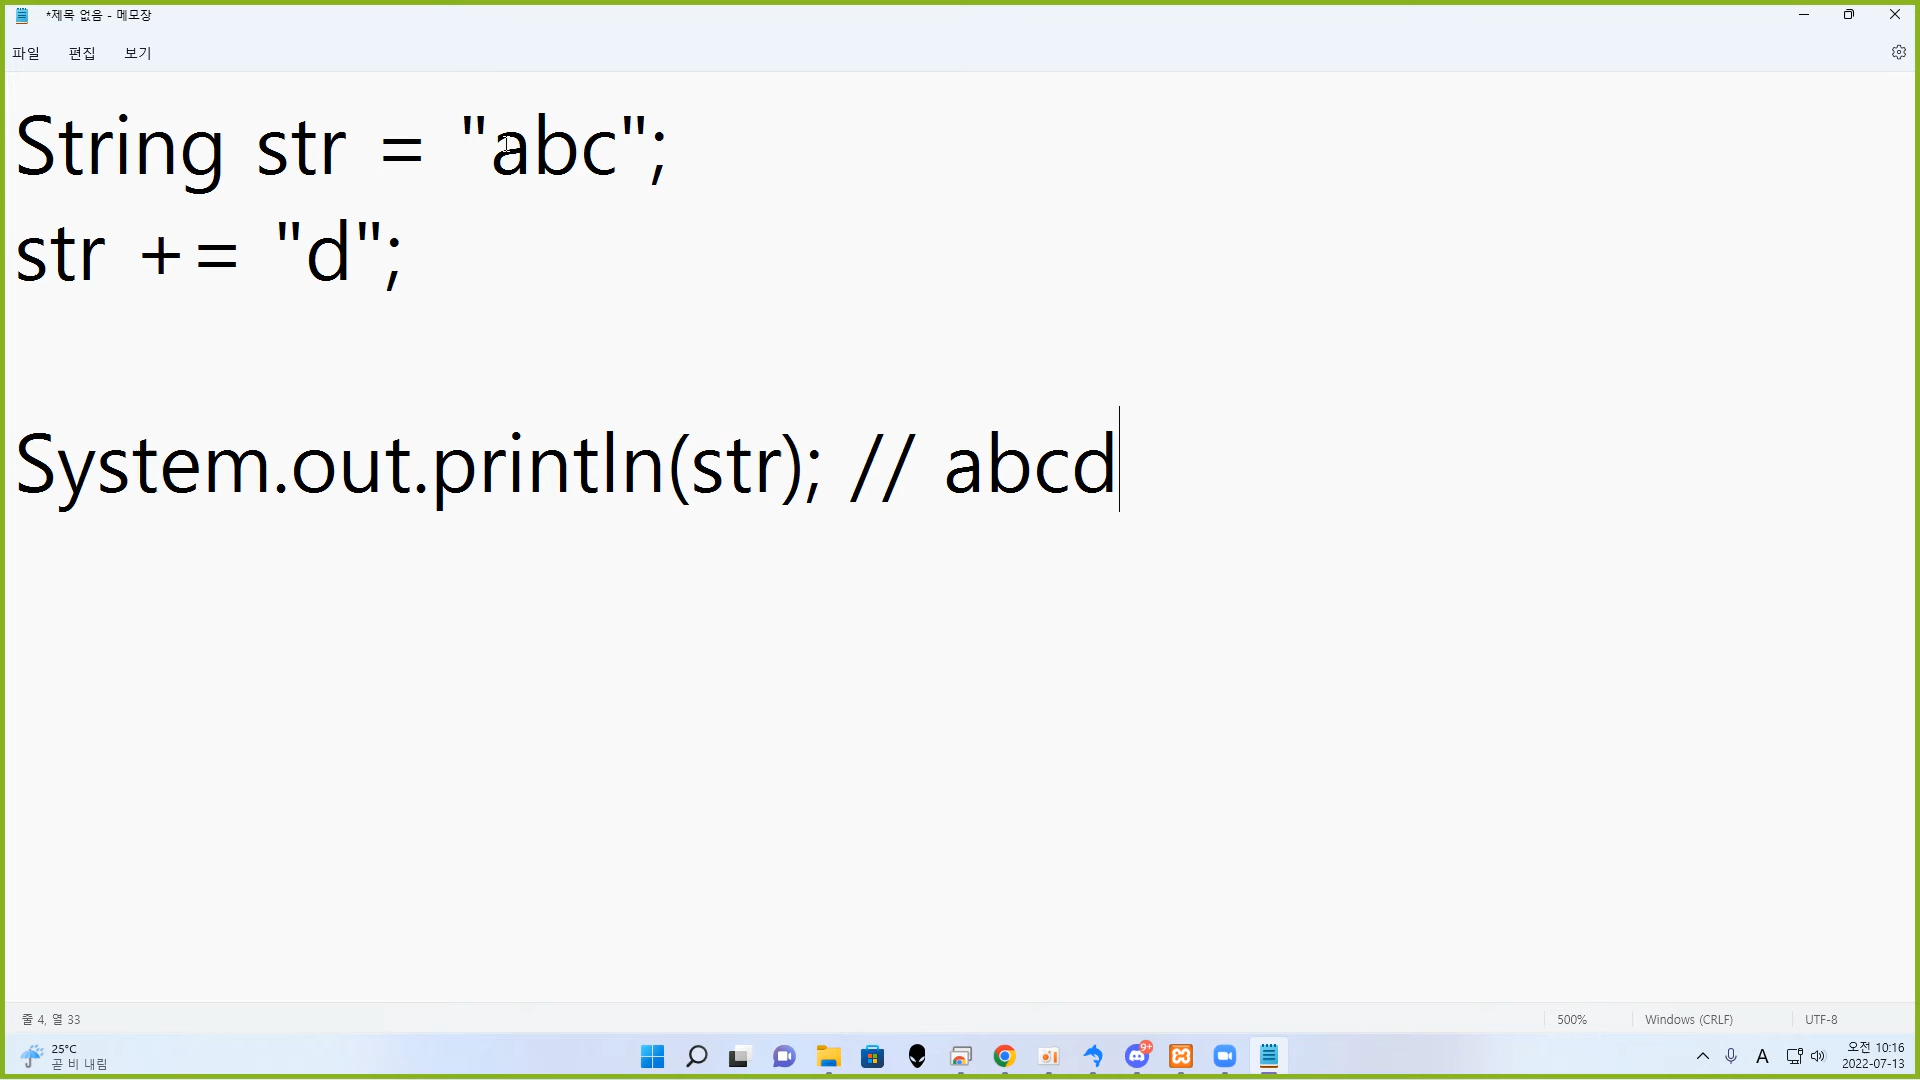 *제목 없음 - 메모장
파일 편집 보기
String str = "abc";
str += "d";
System.out.println(str); // abcd
줄 4, 열 33
500%
Windows (CRLF)
UTF-8
25°C
곧 비 내림
9+
A
오전 10:16
2022-07-13